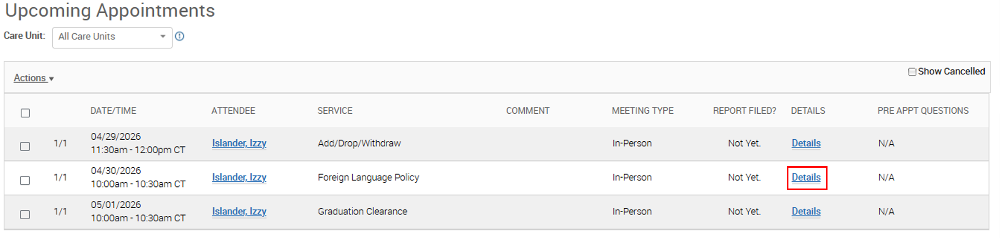 Upcoming Appointments
Care Unit: All Care Units
Actions
Show Cancelled
DATE/TIME ATTENDEE SERVICE COMMENT MEETING TYPE REPORT FILED? DETAILS PRE APPT QUESTIONS
04/29/2026
1/1 Islander, Izzy Add/Drop/Withdraw In-Person Not Yet. Details N/A
11:30am - 12:00pm CT
04/30/2026
1/1 Islander, Izzy Foreign Language Policy In-Person Not Yet. Details N/A
10:00am - 10:30am CT
05/01/2026
1/1 Islander, Izzy Graduation Clearance In-Person Not Yet. Details N/A
10:00am - 10:30am CT